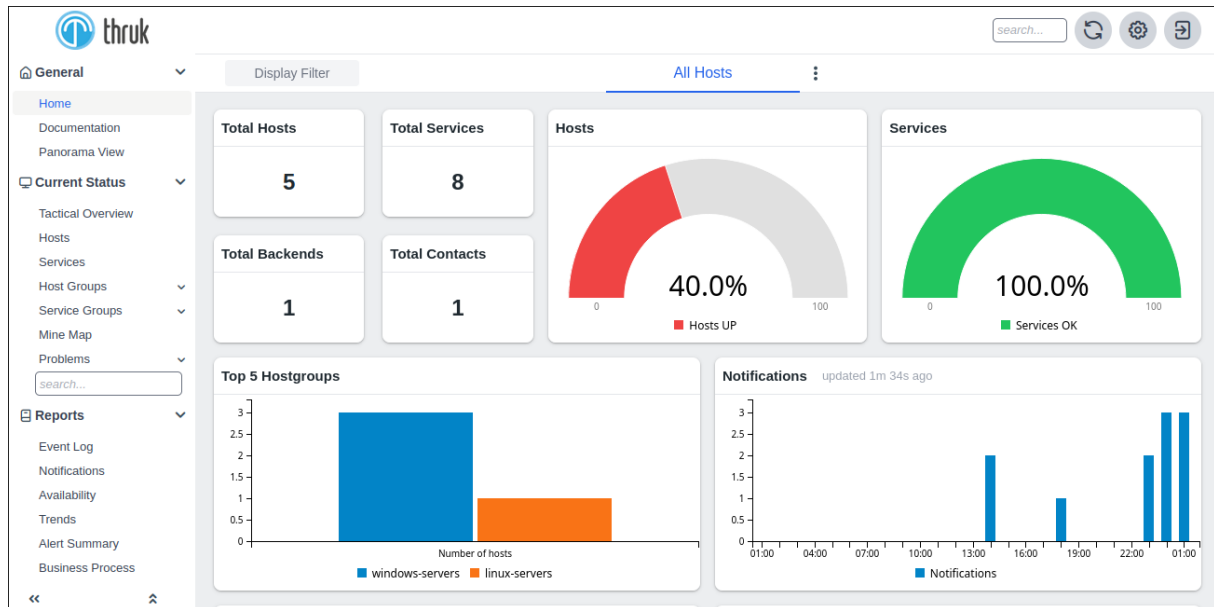 thruk
search...
General
Home
Documentation
Panorama View
Current Status
Tactical Overview
Hosts
Services
Host Groups
Service Groups
Mine Map
Problems
search...
Reports
Event Log
Notifications
Availability
Trends
Alert Summary
Business Process
Display Filter
All Hosts
Total Hosts
5
Total Services
8
Total Backends
1
Total Contacts
1
Hosts
40.0%
0
100
Hosts UP
Services
100.0%
0
100
Services OK
Top 5 Hostgroups
3
2.5
2
1.5
1
0.5
0
Number of hosts
windows-servers linux-servers
Notifications updated 1m 34s ago
3
2.5
2
1.5
1
0.5
0
01:00 04:00 07:00 10:00 13:00 16:00 19:00 22:00 01:00
Notifications